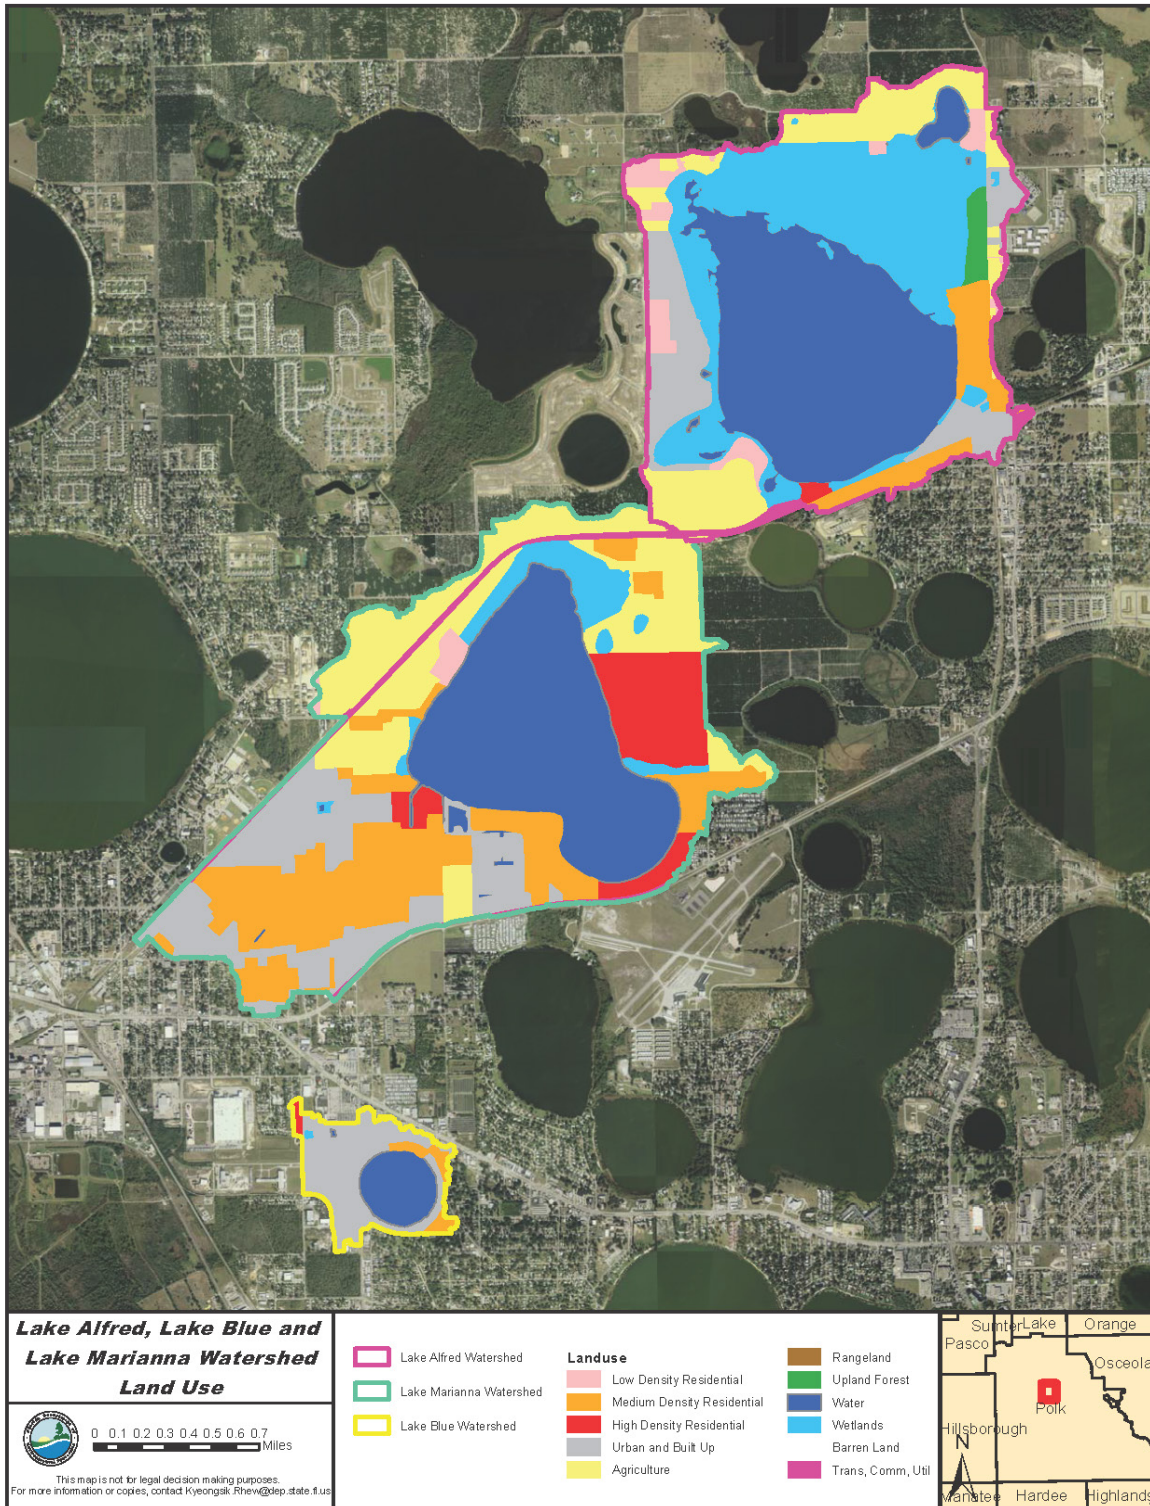 Lake Alfred, Lake Blue and
Lake Marianna Watershed
Land Use
0 0.1 0.2 0.3 0.4 0.5 0.6 0.7
Miles
This map is not for legal decision making purposes.
For more information or copies, contact Kyeongsik.Rhew@dep.state.fl.us
Lake Alfred Watershed
Lake Marianna Watershed
Lake Blue Watershed
Landuse
Low Density Residential
Medium Density Residential
High Density Residential
Urban and Built Up
Agriculture
Rangeland
Upland Forest
Water
Wetlands
Barren Land
Trans, Comm, Util
Sumter
Lake
Orange
Pasco
Osceola
Polk
Hillsborough
N
Manatee
Hardee
Highlands